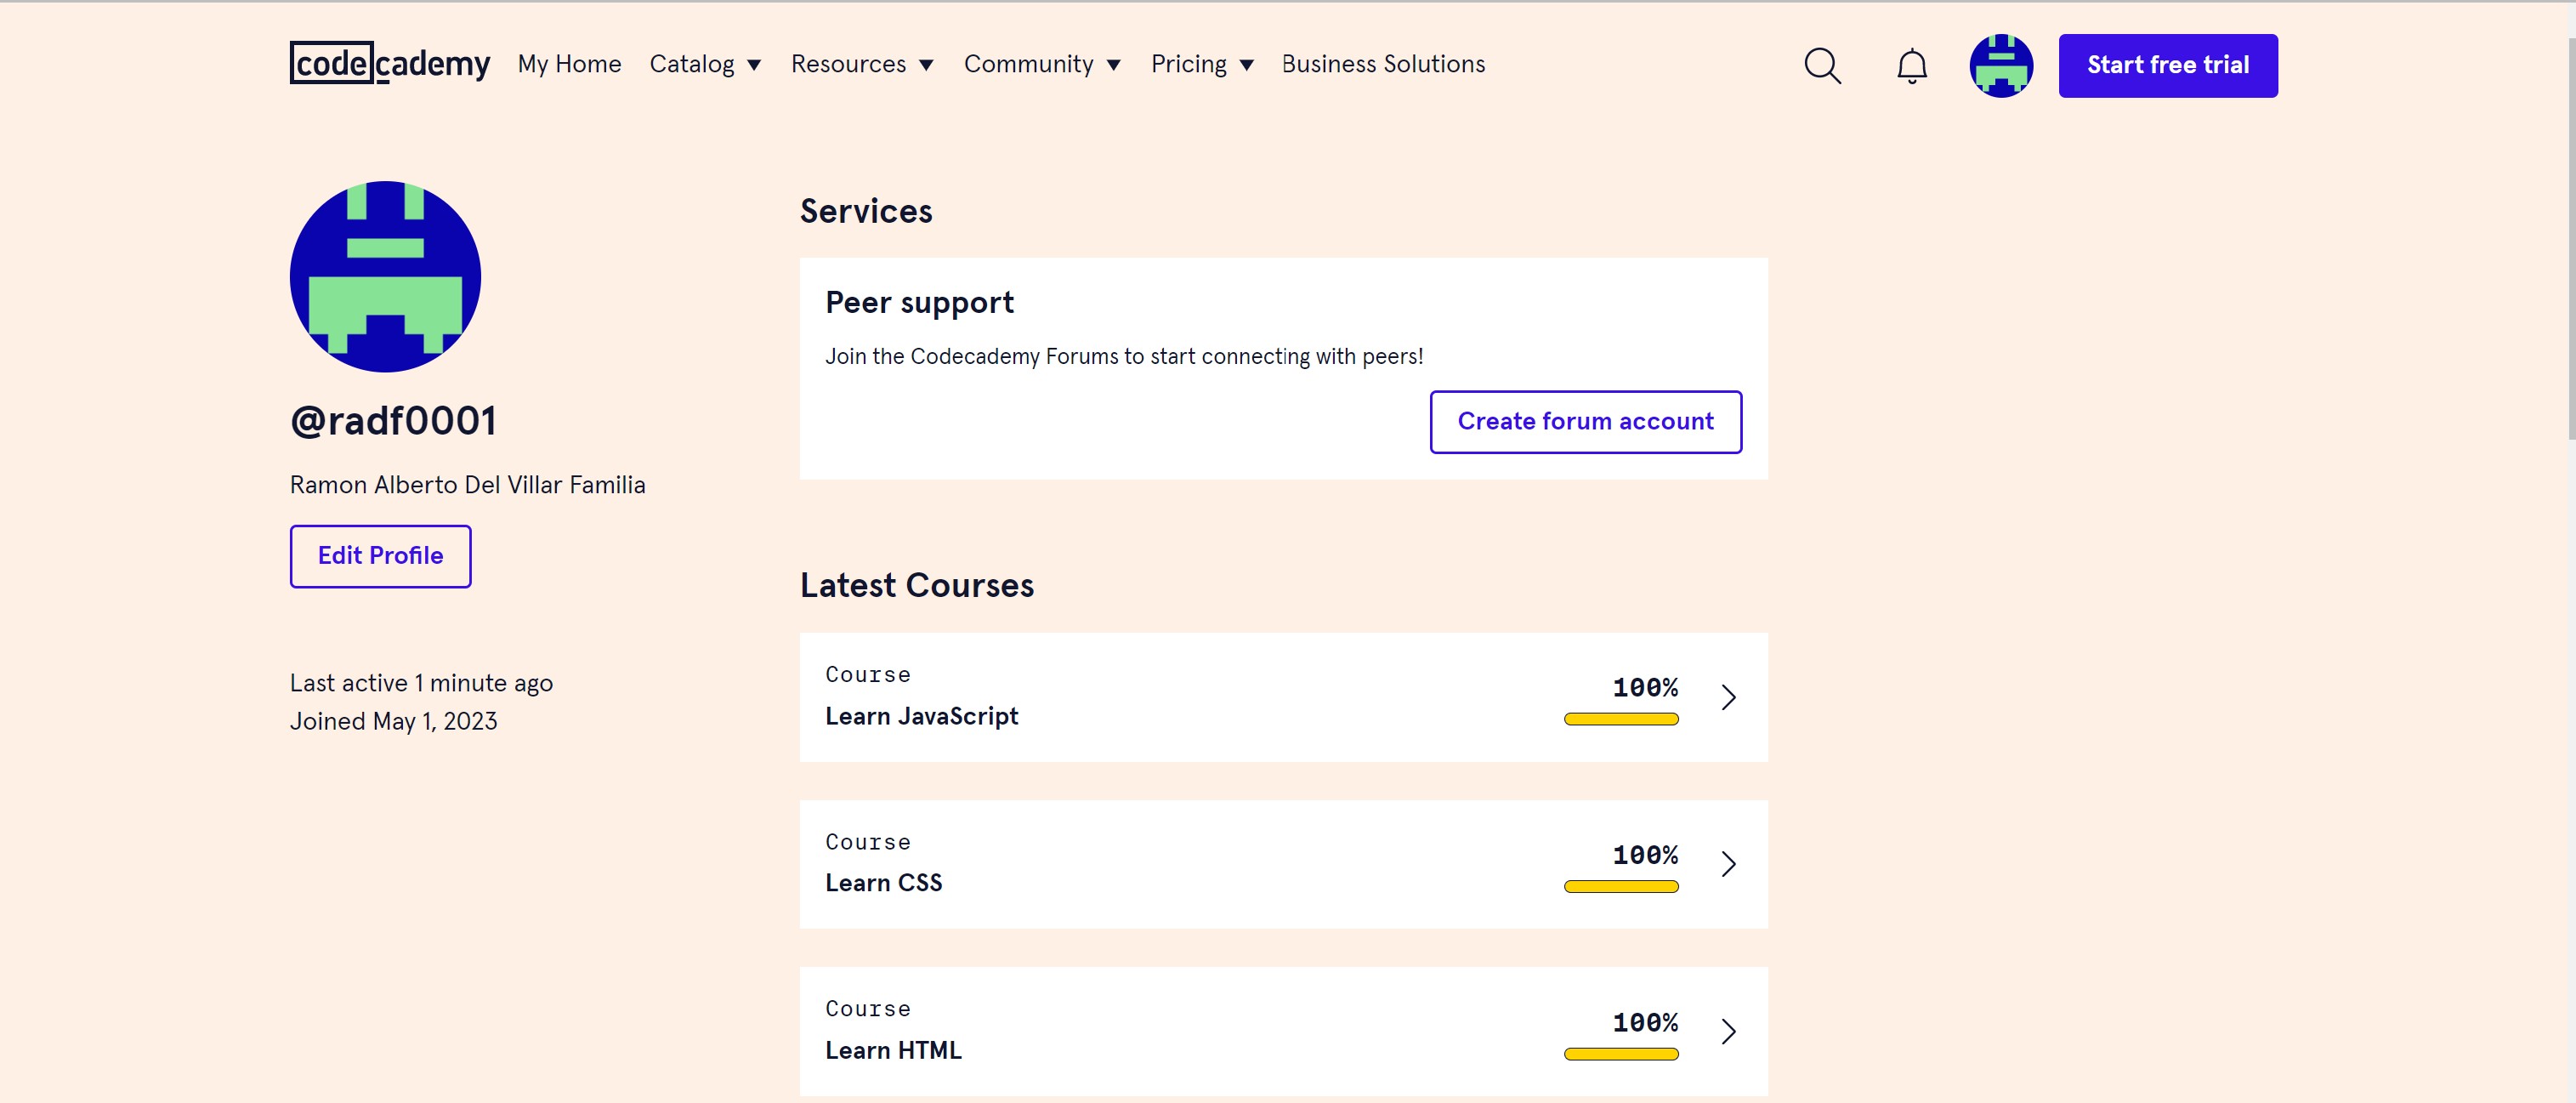 codecademy My Home Catalog Resources Community Pricing Business Solutions Start free trial
@radf0001
Ramon Alberto Del Villar Familia
Edit Profile
Last active 1 minute ago
Joined May 1, 2023
Services
Peer support
Join the Codecademy Forums to start connecting with peers!
Create forum account
Latest Courses
Course
Learn JavaScript
100%
Course
Learn CSS
100%
Course
Learn HTML
100%